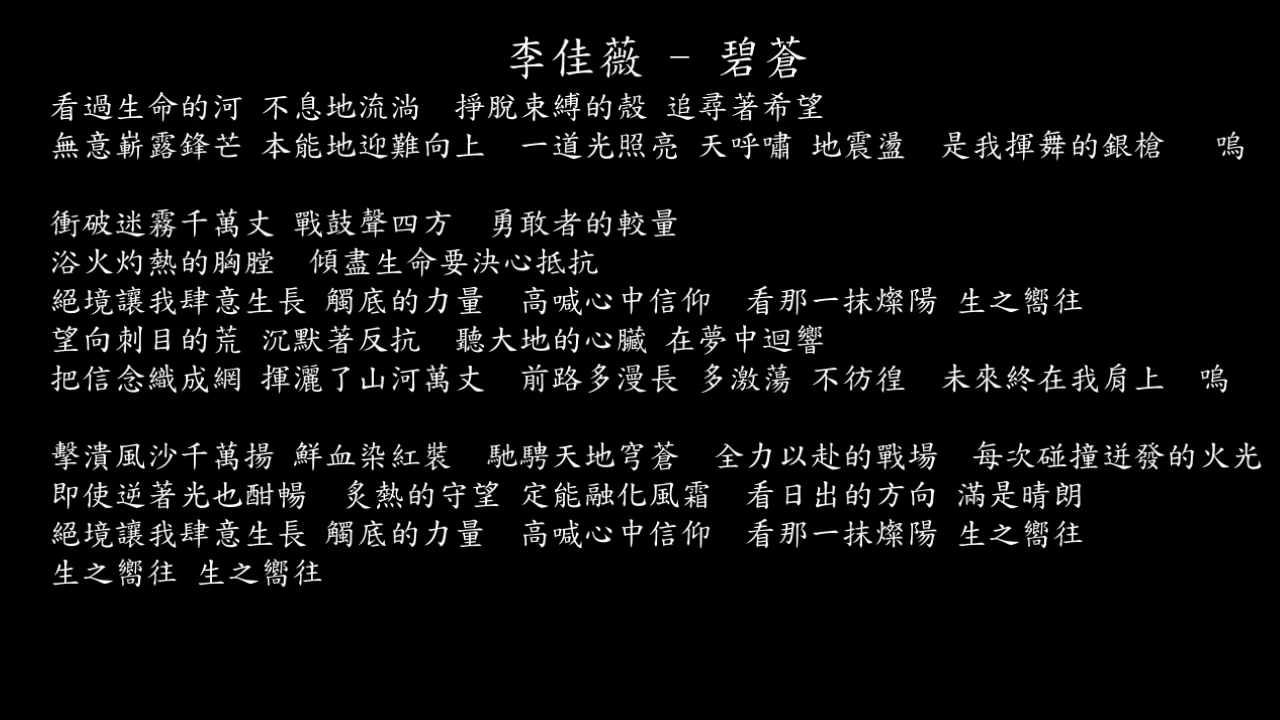 李佳薇 - 碧蒼
看過生命的河 不息地流淌　掙脫束縛的殼 追尋著希望
無意嶄露鋒芒 本能地迎難向上　一道光照亮 天呼嘯 地震盪　是我揮舞的銀槍　 嗚
衝破迷霧千萬丈 戰鼓聲四方　勇敢者的較量
浴火灼熱的胸膛　傾盡生命要決心抵抗
絕境讓我肆意生長 觸底的力量　高喊心中信仰　看那一抹燦陽 生之嚮往
望向刺目的荒 沉默著反抗　聽大地的心臟 在夢中迴響
把信念織成網 揮灑了山河萬丈　前路多漫長 多激蕩 不彷徨　未來終在我肩上　嗚
擊潰風沙千萬揚 鮮血染紅裝　馳騁天地穹蒼　全力以赴的戰場　每次碰撞迸發的火光
即使逆著光也酣暢　炙熱的守望 定能融化風霜　看日出的方向 滿是晴朗
絕境讓我肆意生長 觸底的力量　高喊心中信仰　看那一抹燦陽 生之嚮往
生之嚮往 生之嚮往